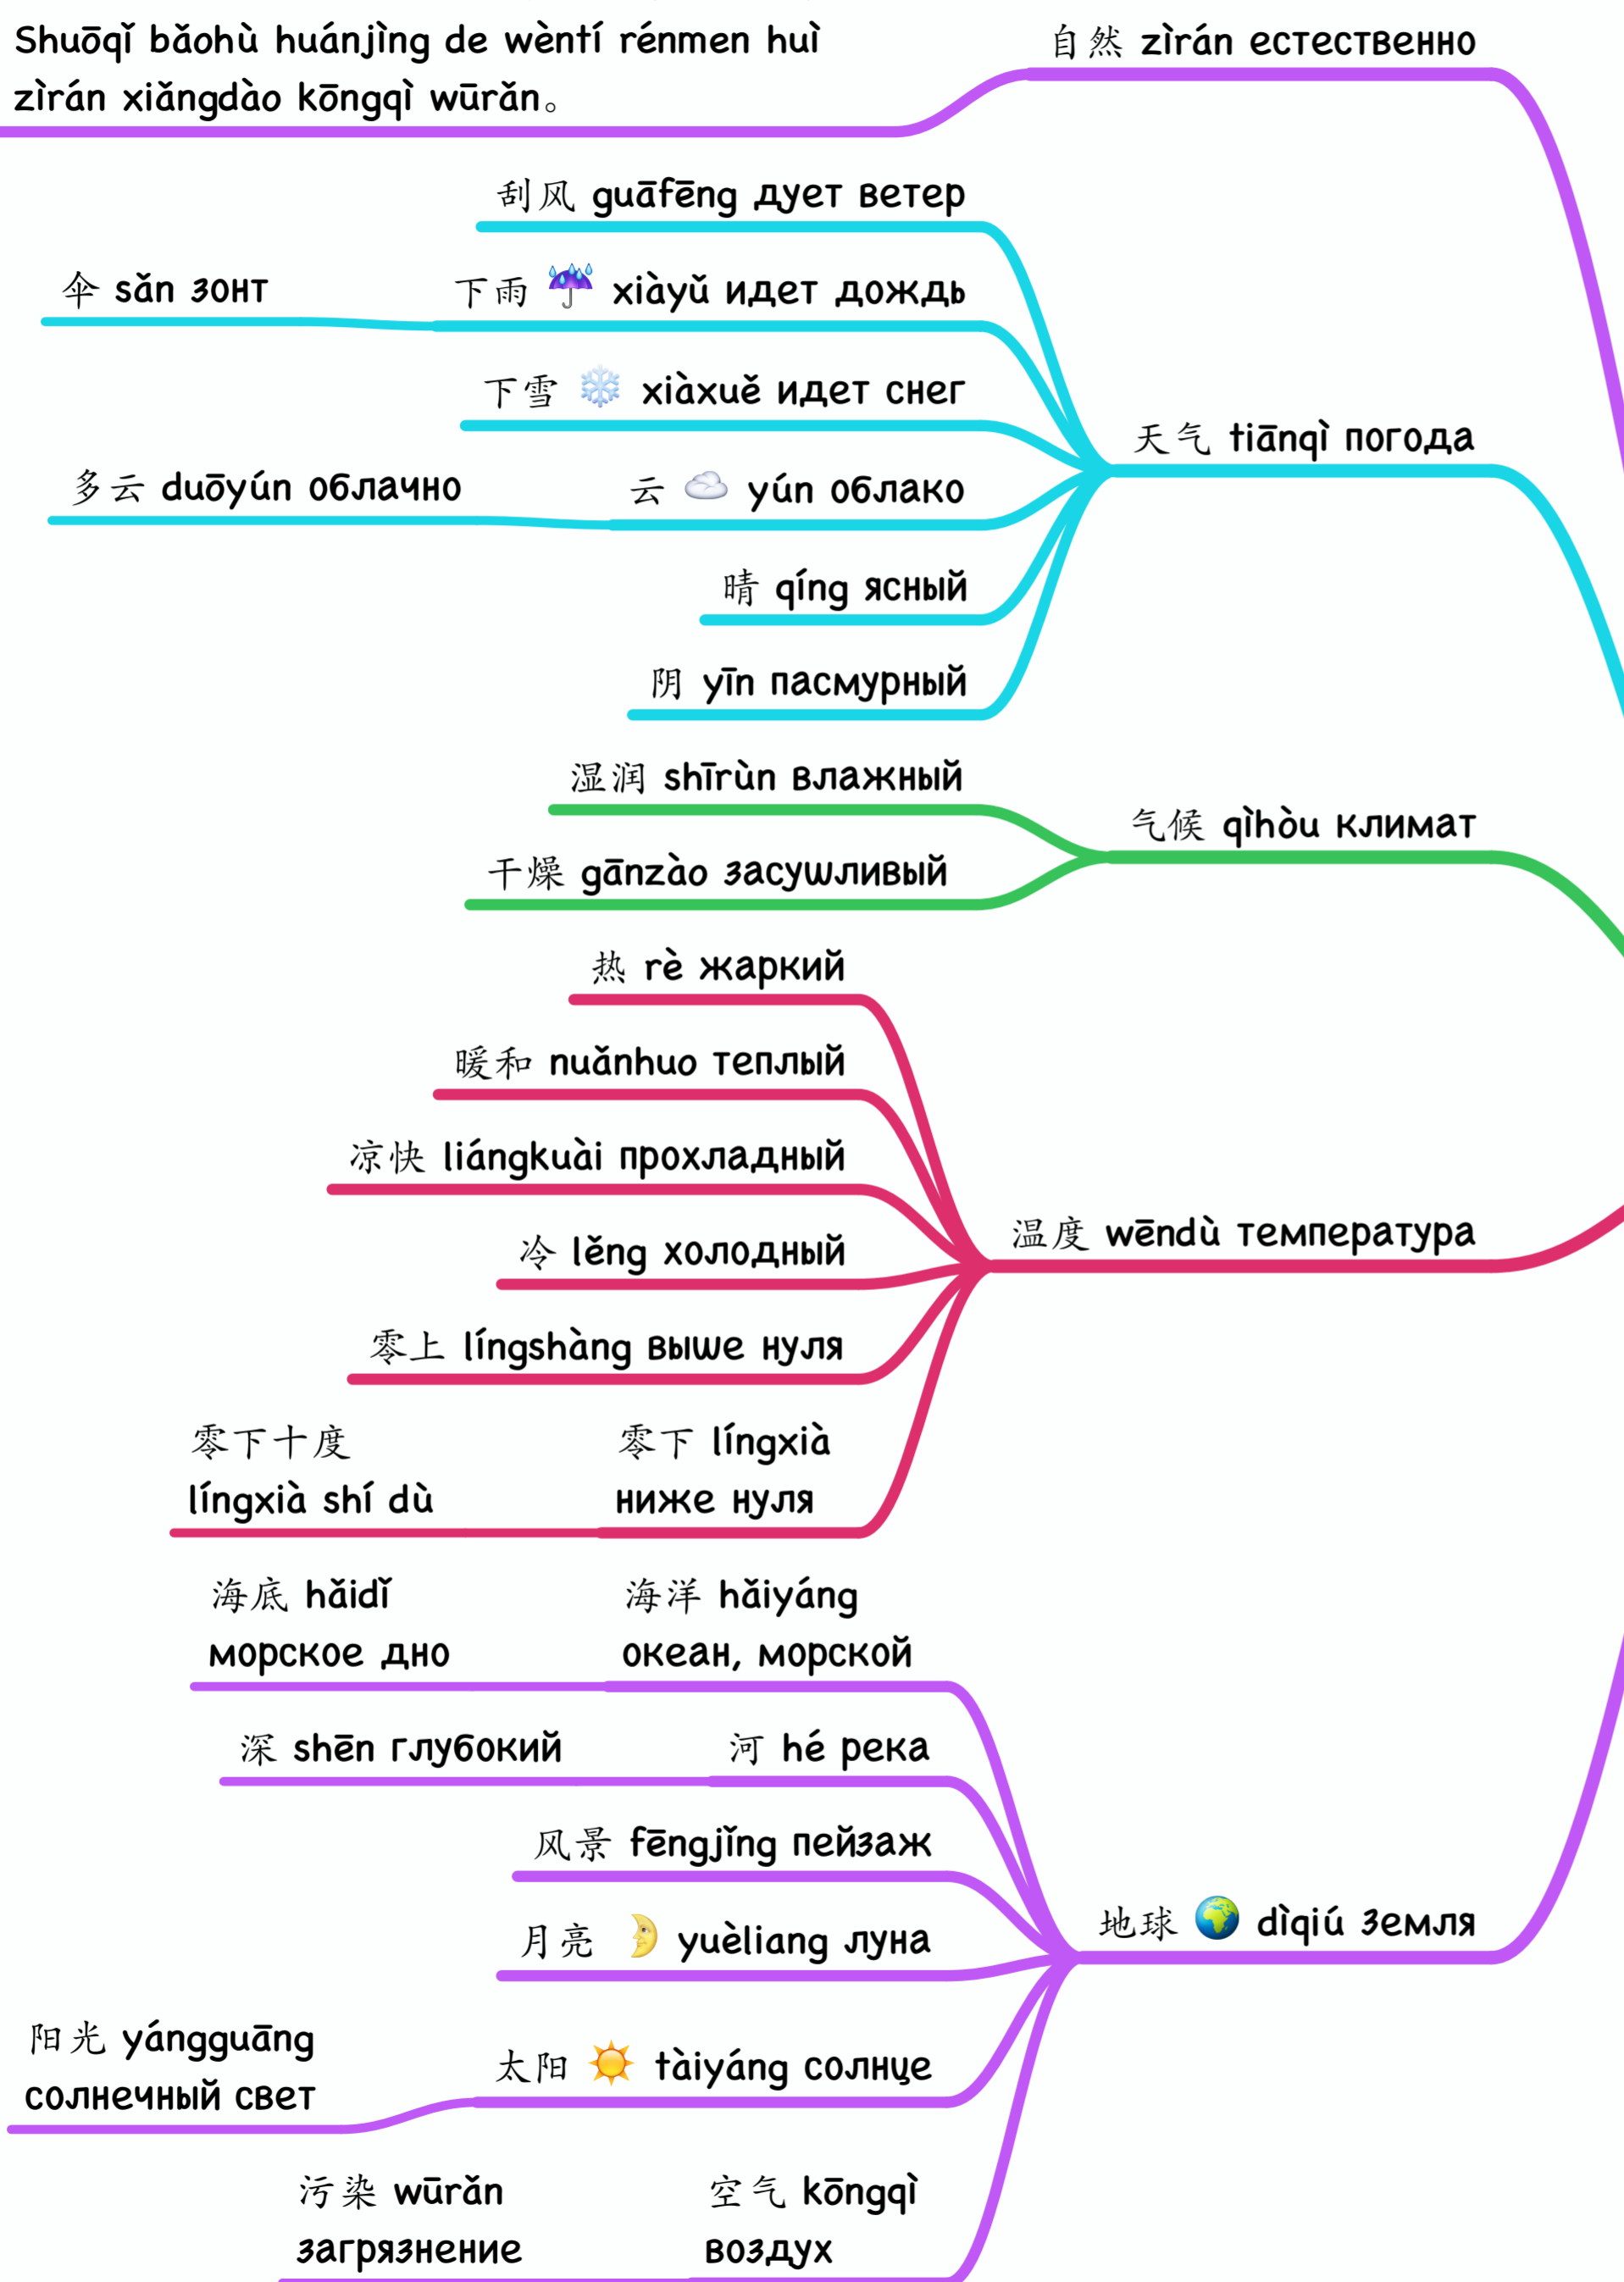 Shuōqǐ bǎohù huánjìng de wèntí rénmen huì
zìrán xiǎngdào kōngqì wūrǎn。
自然 zìrán естественно
刮风 guāfēng дует ветер
伞 sǎn зонт
下雨 ☔ xiàyǔ идет дождь
下雪 ❄️ xiàxuě идет снег
天气 tiānqì погода
多云 duōyún облачно
云 ☁️ yún облако
晴 qíng ясный
阴 yīn пасмурный
湿润 shīrùn влажный
气候 qìhòu климат
干燥 gānzào засушливый
热 rè жаркий
暖和 nuǎnhuo теплый
凉快 liángkuài прохладный
冷 lěng холодный
温度 wēndù температура
零上 língshàng выше нуля
零下十度
língxià shí dù
零下 língxià
ниже нуля
海底 hǎidǐ
морское дно
海洋 hǎiyáng
океан, морской
深 shēn глубокий
河 hé река
风景 fēngjǐng пейзаж
地球 🌍 dìqiú Земля
月亮 🌛 yuèliang луна
阳光 yángguāng
солнечный свет
太阳 ☀️ tàiyáng солнце
污染 wūrǎn
загрязнение
空气 kōngqì
воздух